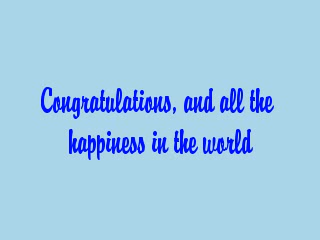 Congratulations, and all the
happiness in the world